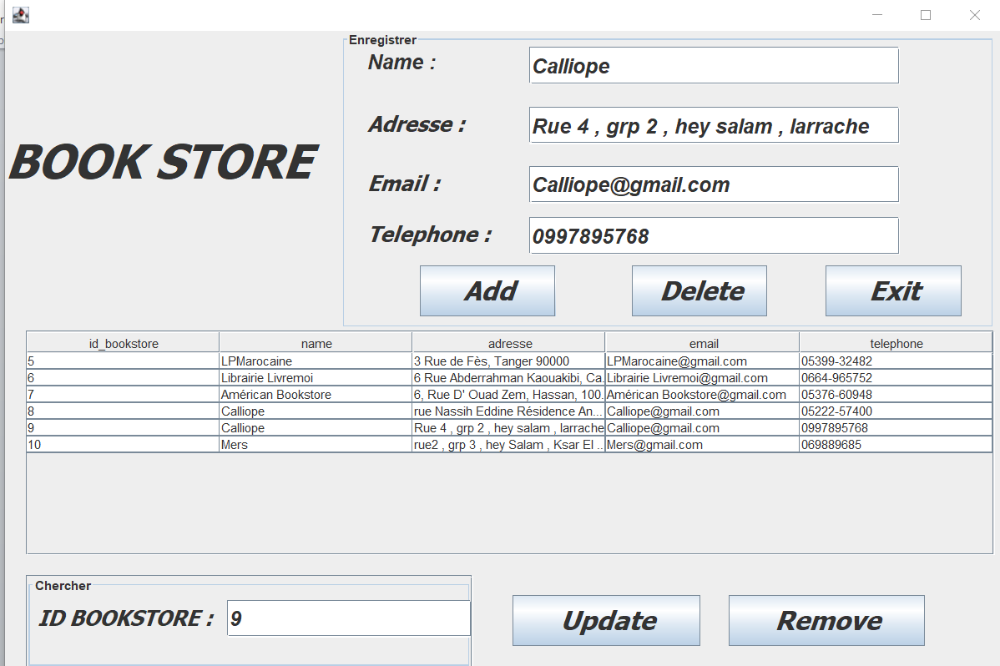 Enregistrer
Name :
Calliope
Adresse :
Rue 4 , grp 2 , hey salam , larrache
BOOK STORE
Email :
Calliope@gmail.com
Telephone :
0997895768
Add Delete Exit
id_bookstore name adresse email telephone
5 LPMarocaine 3 Rue de Fès, Tanger 90000 LPMarocaine@gmail.com 05399-32482
6 Librairie Livremoi 6 Rue Abderrahman Kaouakibi, Ca. Librairie Livremoi@gmail.com 0664-965752
7 Américan Bookstore 6, Rue D' Ouad Zem, Hassan, 100. Américan Bookstore@gmail.com 05376-60948
8 Calliope rue Nassih Eddine Résidence An... Calliope@gmail.com 05222-57400
9 Calliope Rue 4 , grp 2 , hey salam , larrache Calliope@gmail.com 0997895768
10 Mers rue2 , grp 3 , hey Salam , Ksar El .. Mers@gmail.com 069889685
Chercher
ID BOOKSTORE : 9
Update Remove